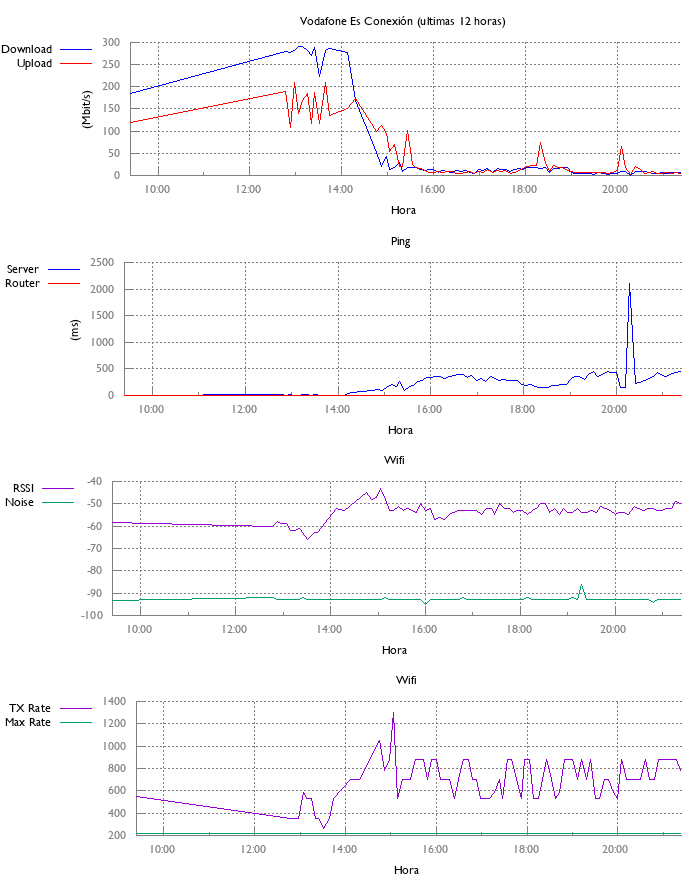 Vodafone Es Conexión (ultimas 12 horas)
Download
Upload
300
250
200
150
100
50
0
(Mbit/s)
10:00 12:00 14:00 16:00 18:00 20:00
Hora
Ping
Server
Router
2500
2000
1500
1000
500
0
(ms)
10:00 12:00 14:00 16:00 18:00 20:00
Hora
Wifi
RSSI
Noise
-40
-50
-60
-70
-80
-90
-100
10:00 12:00 14:00 16:00 18:00 20:00
Hora
Wifi
TX Rate
Max Rate
1400
1200
1000
800
600
400
200
10:00 12:00 14:00 16:00 18:00 20:00
Hora